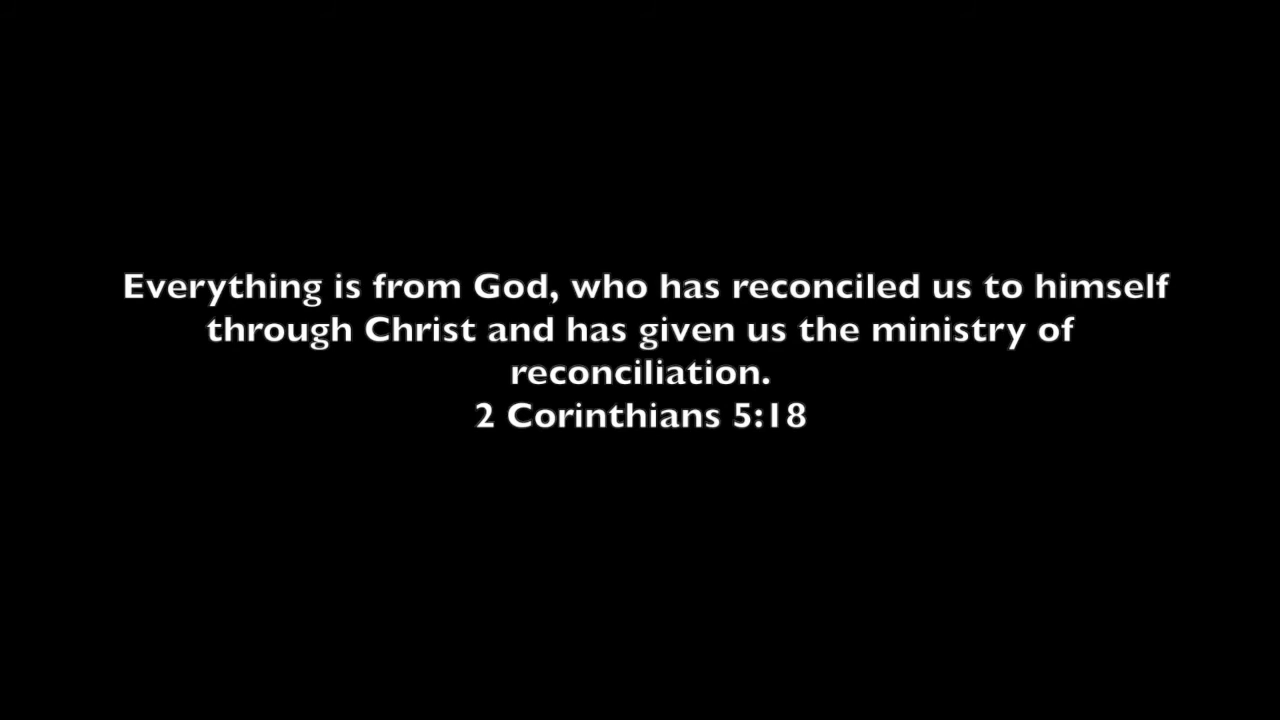 Everything is from God, who has reconciled us to himself
through Christ and has given us the ministry of
reconciliation.
2 Corinthians 5:18